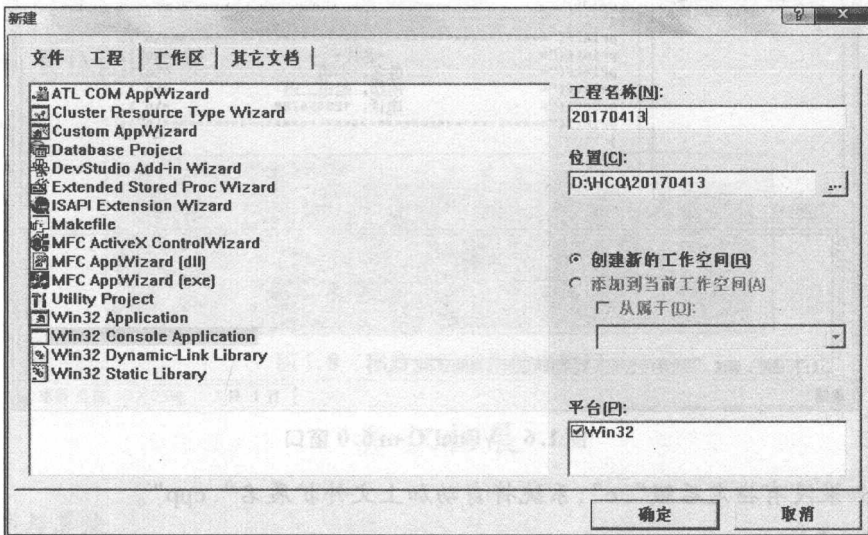 新建
文件 工程 工作区 其它文档
ATL COM AppWizard
Cluster Resource Type Wizard
Custom AppWizard
Database Project
DevStudio Add-in Wizard
Extended Stored Proc Wizard
ISAPI Extension Wizard
Makefile
MFC ActiveX ControlWizard
MFC AppWizard (dll)
MFC AppWizard (exe)
Utility Project
Win32 Application
Win32 Console Application
Win32 Dynamic-Link Library
Win32 Static Library
工程名称(N):
20170413
位置(C):
D:\HCQ\20170413
...
创建新的工作空间(R)
添加到当前工作空间(A)
从属于(D):
平台(P):
Win32
确定 取消